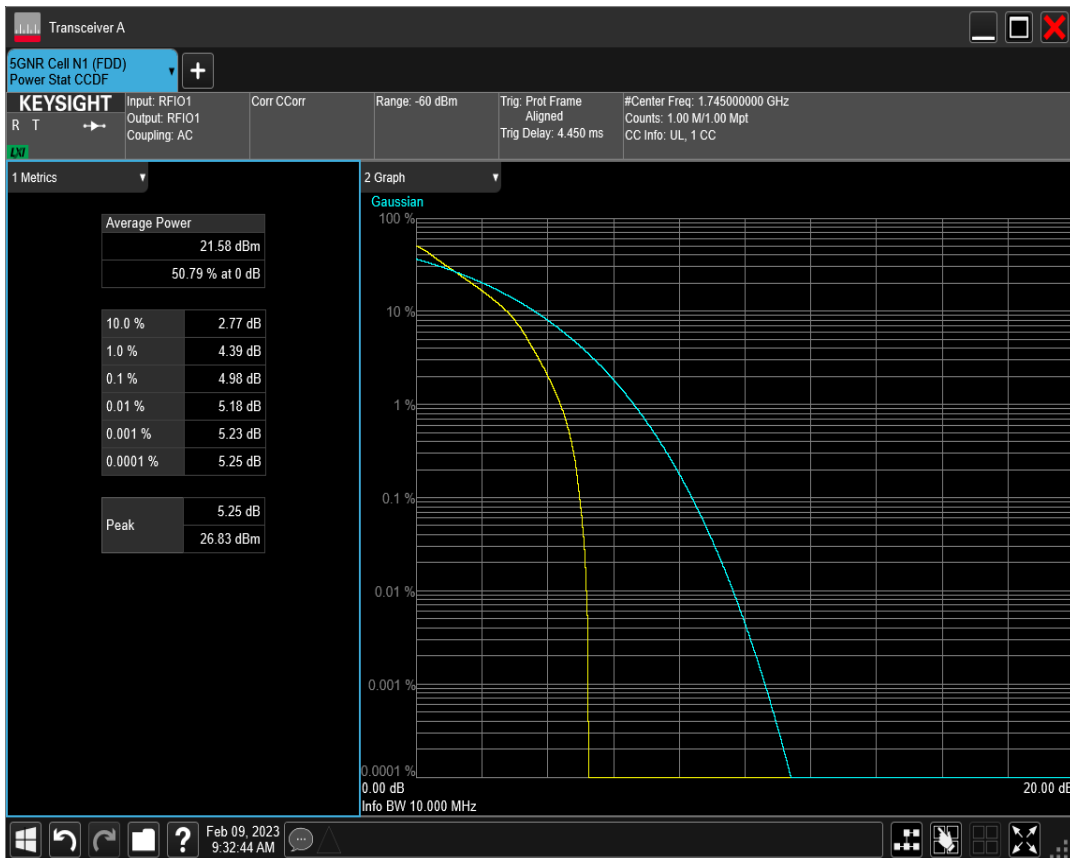 Transceiver A
5GNR Cell N1 (FDD)
Power Stat CCDF
KEYSIGHT
R T
LXI
Input: RFIO1
Output: RFIO1
Coupling: AC
Corr CCorr
Range: -60 dBm
Trig: Prot Frame
Aligned
Trig Delay: 4.450 ms
#Center Freq: 1.745000000 GHz
Counts: 1.00 M/1.00 Mpt
CC Info: UL, 1 CC
1 Metrics
Average Power
21.58 dBm
50.79 % at 0 dB
10.0 % 2.77 dB
1.0 % 4.39 dB
0.1 % 4.98 dB
0.01 % 5.18 dB
0.001 % 5.23 dB
0.0001 % 5.25 dB
Peak 5.25 dB
26.83 dBm
2 Graph
Gaussian
100 %
10 %
1 %
0.1 %
0.01 %
0.001 %
0.0001 %
0.00 dB 20.00 dB
Info BW 10.000 MHz
Feb 09, 2023
9:32:44 AM